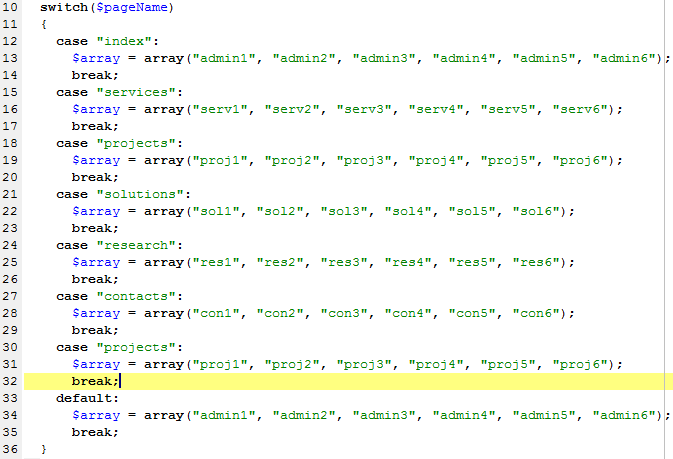 10 switch($pageName)
11 {
12 case "index":
13 $array = array("admin1", "admin2", "admin3", "admin4", "admin5", "admin6");
14 break;
15 case "services":
16 $array = array("serv1", "serv2", "serv3", "serv4", "serv5", "serv6");
17 break;
18 case "projects":
19 $array = array("proj1", "proj2", "proj3", "proj4", "proj5", "proj6");
20 break;
21 case "solutions":
22 $array = array("sol1", "sol2", "sol3", "sol4", "sol5", "sol6");
23 break;
24 case "research":
25 $array = array("res1", "res2", "res3", "res4", "res5", "res6");
26 break;
27 case "contacts":
28 $array = array("con1", "con2", "con3", "con4", "con5", "con6");
29 break;
30 case "projects":
31 $array = array("proj1", "proj2", "proj3", "proj4", "proj5", "proj6");
32 break;
33 default:
34 $array = array("admin1", "admin2", "admin3", "admin4", "admin5", "admin6");
35 break;
36 }